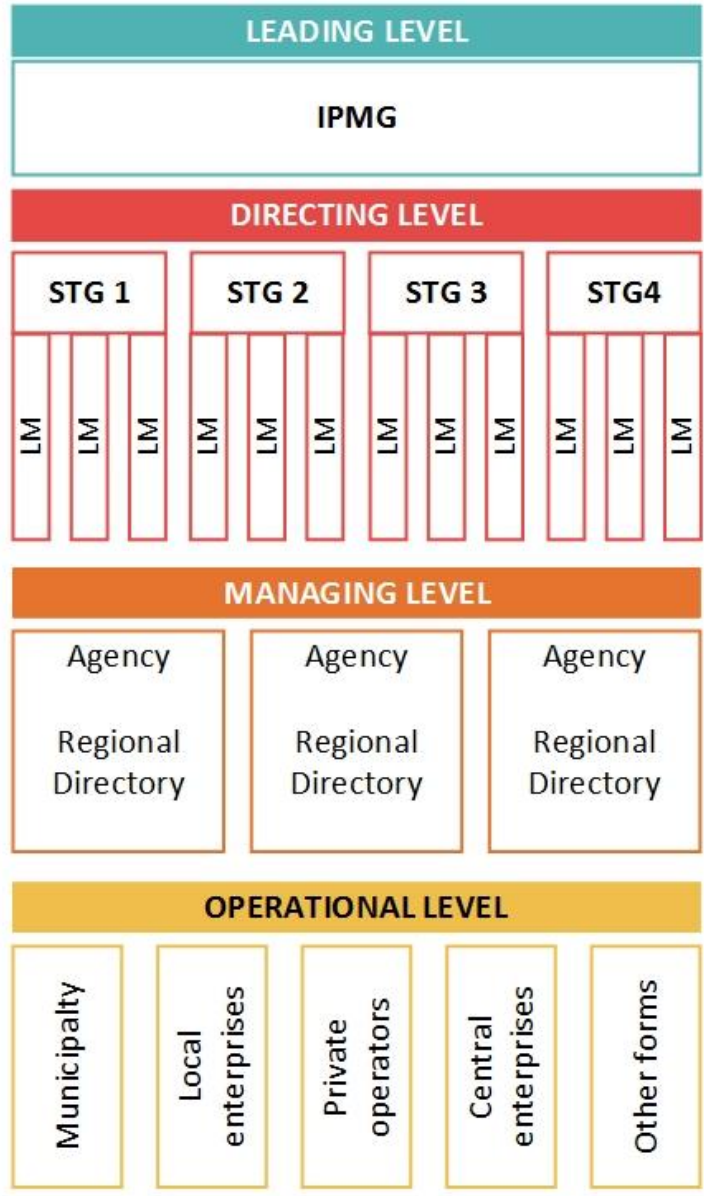 LEADING LEVEL
IPMG
DIRECTING LEVEL
STG 1
STG 2
STG 3
STG4
LM
LM
LM
LM
LM
LM
LM
LM
LM
LM
LM
LM
MANAGING LEVEL
Agency
Regional
Directory
Agency
Regional
Directory
Agency
Regional
Directory
OPERATIONAL LEVEL
Municipalty
Local
enterprises
Private
operators
Central
enterprises
Other forms